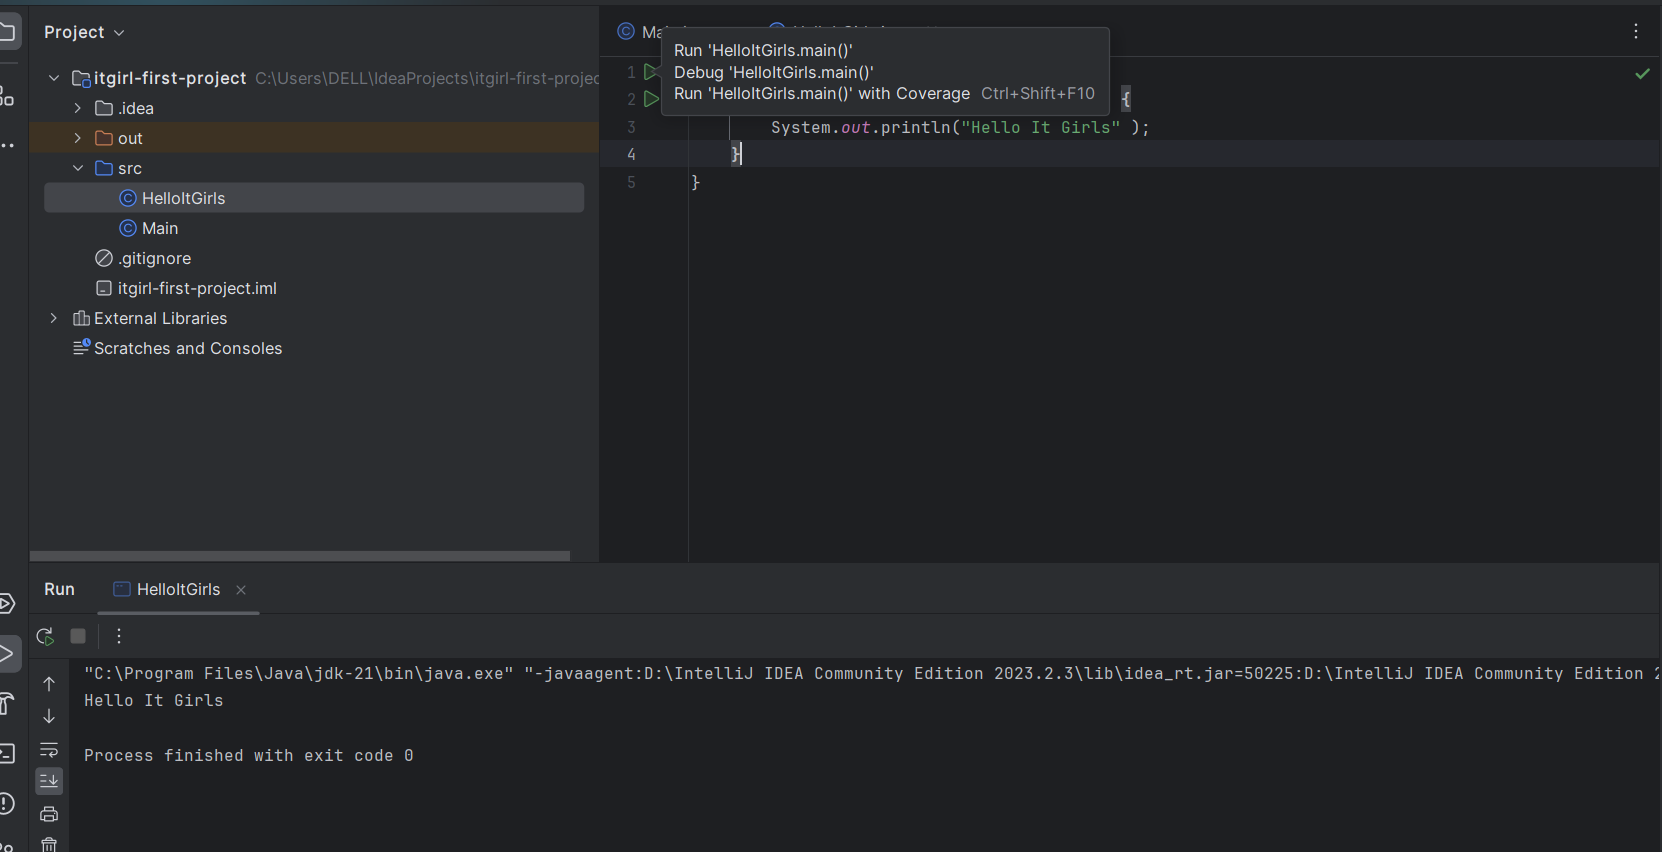 Project
itgirl-first-project C:\Users\DELL\IdeaProjects\itgirl-first-projec
.idea
out
src
HelloItGirls
Main
.gitignore
itgirl-first-project.iml
External Libraries
Scratches and Consoles
Run 'HelloItGirls.main()'
Debug 'HelloItGirls.main()'
Run 'HelloItGirls.main()' with Coverage Ctrl+Shift+F10
1
2 {
3 System.out.println("Hello It Girls" );
4 }
5 }
Run HelloItGirls
"C:\Program Files\Java\jdk-21\bin\java.exe" "-javaagent:D:\IntelliJ IDEA Community Edition 2023.2.3\lib\idea_rt.jar=50225:D:\IntelliJ IDEA Community Edition 2
Hello It Girls
Process finished with exit code 0